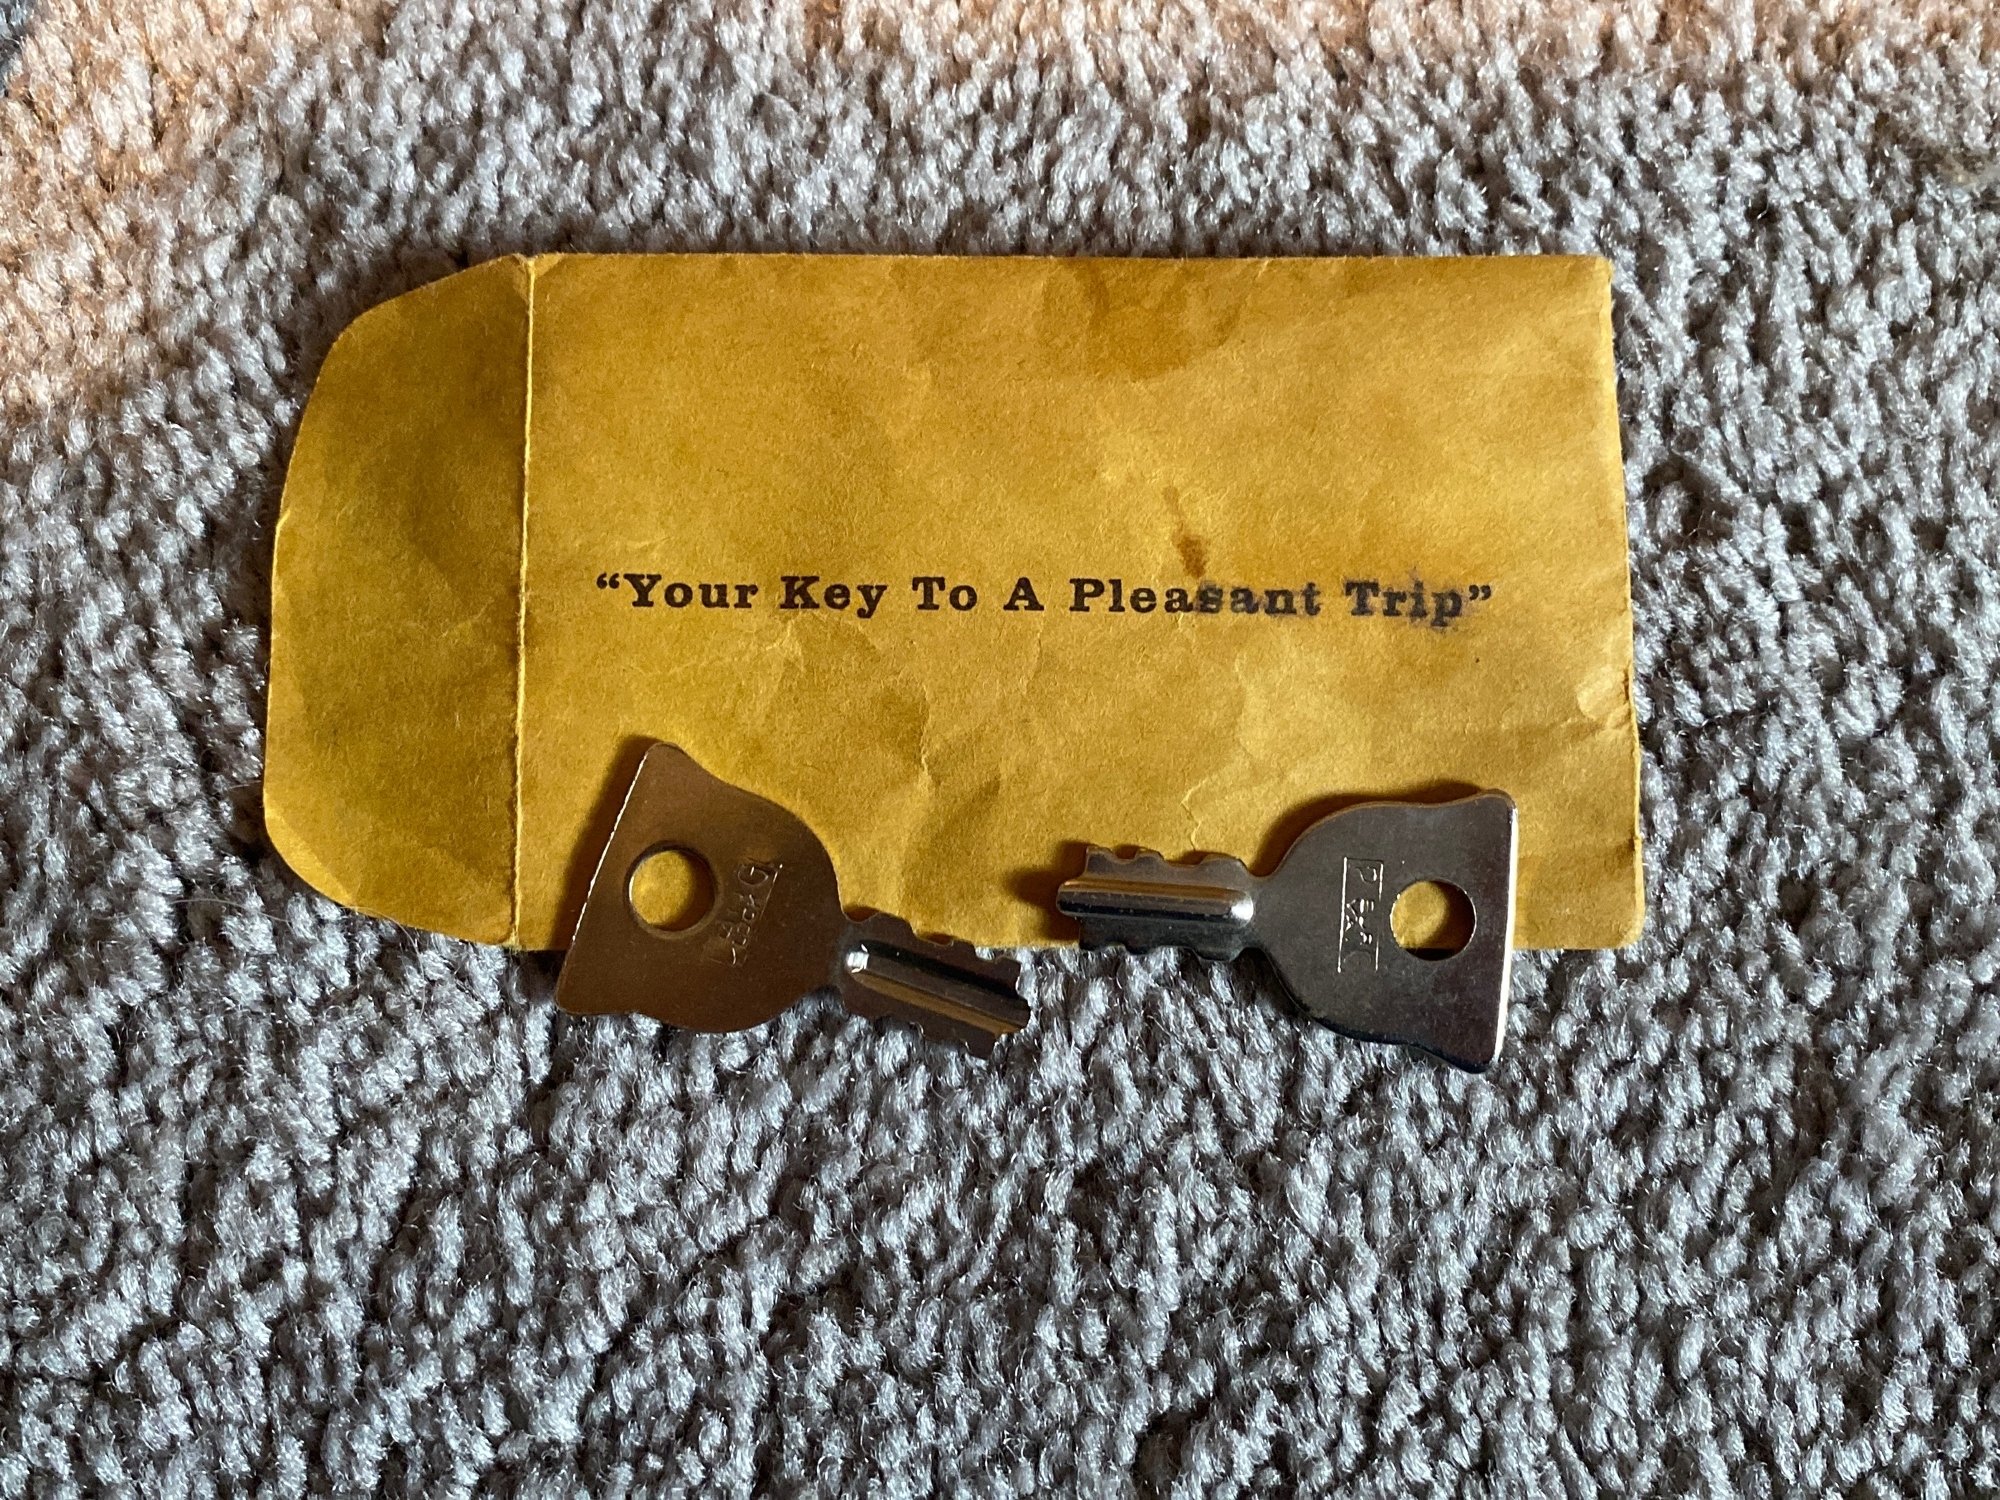 “Your Key To A Pleasant Trip”